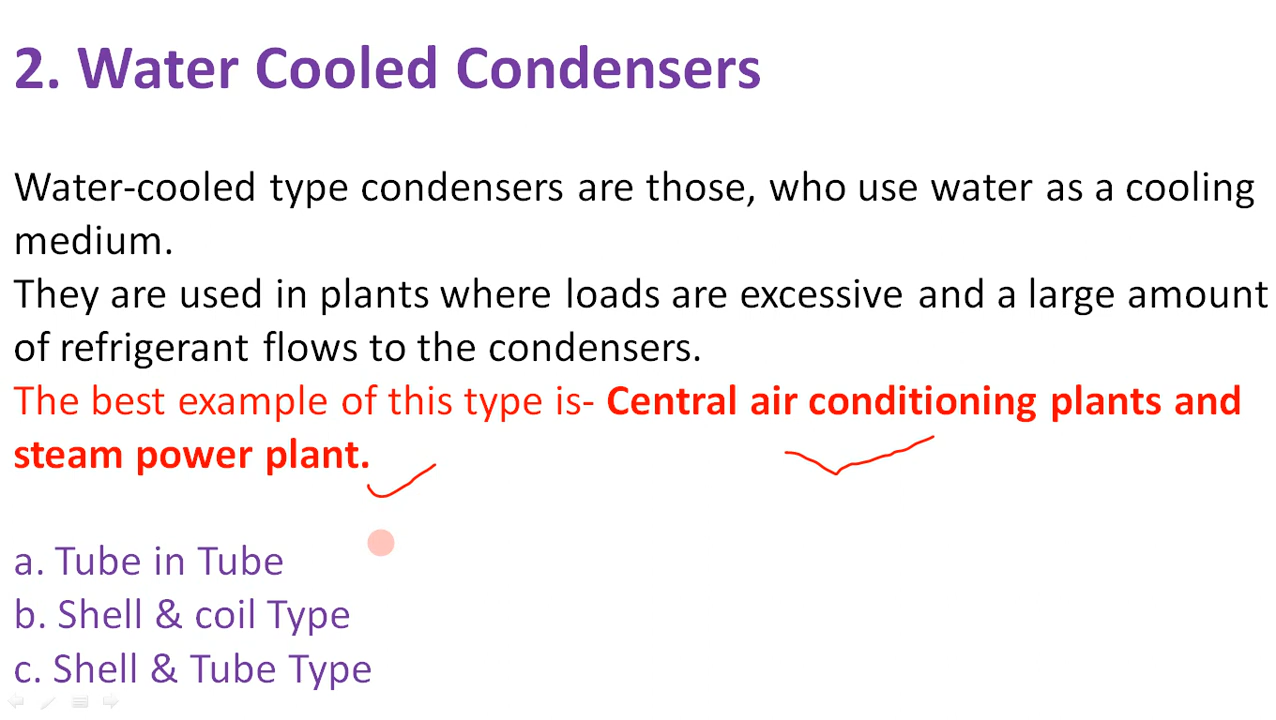 2. Water Cooled Condensers
Water-cooled type condensers are those, who use water as a cooling
medium.
They are used in plants where loads are excessive and a large amount
of refrigerant flows to the condensers.
The best example of this type is- Central air conditioning plants and
steam power plant.
a. Tube in Tube
b. Shell & coil Type
c. Shell & Tube Type